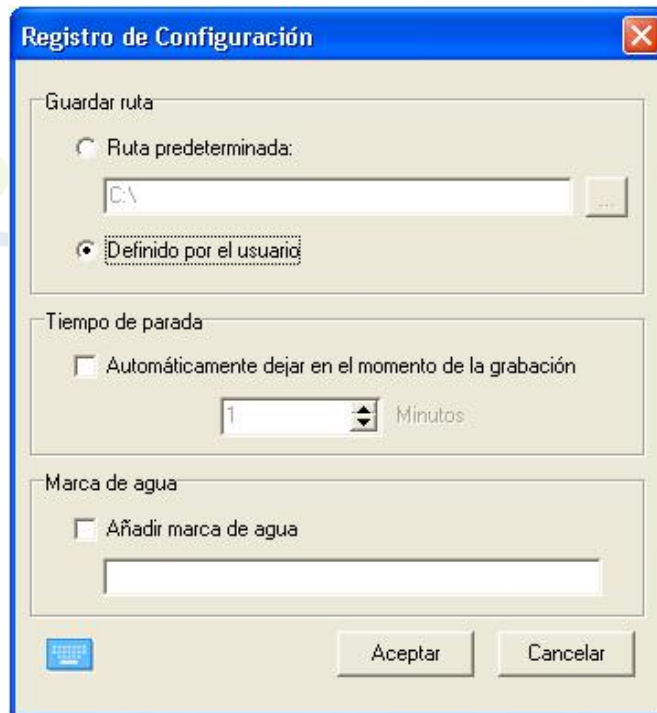 Registro de Configuración
Guardar ruta
Ruta predeterminada:
C:\
...
Definido por el usuario
Tiempo de parada
Automáticamente dejar en el momento de la grabación
1 Minutos
Marca de agua
Añadir marca de agua
Aceptar Cancelar